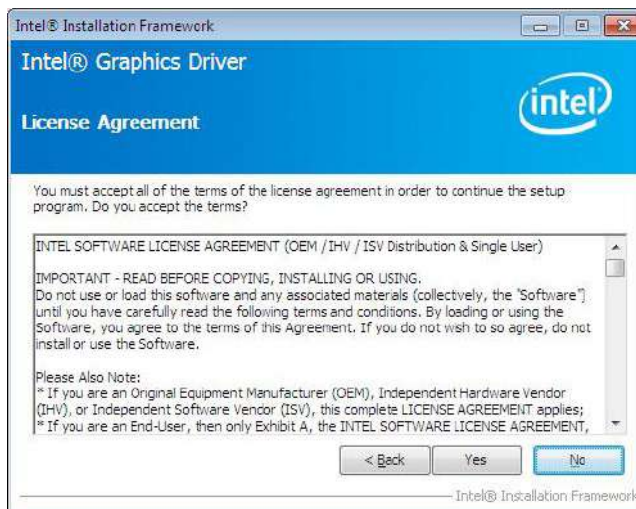 Intel® Installation Framework
Intel® Graphics Driver
intel
License Agreement
You must accept all of the terms of the license agreement in order to continue the setup
program. Do you accept the terms?
INTEL SOFTWARE LICENSE AGREEMENT (OEM / IHV / ISV Distribution & Single User)
IMPORTANT - READ BEFORE COPYING, INSTALLING OR USING.
Do not use or load this software and any associated materials (collectively, the "Software")
until you have carefully read the following terms and conditions. By loading or using the
Software, you agree to the terms of this Agreement. If you do not wish to so agree, do not
install or use the Software.
Please Also Note:
* If you are an Original Equipment Manufacturer (OEM), Independent Hardware Vendor
(IHV), or Independent Software Vendor (ISV), this complete LICENSE AGREEMENT applies;
* If you are an End-User, then only Exhibit A, the INTEL SOFTWARE LICENSE AGREEMENT,
< Back
Yes
No
Intel® Installation Framework